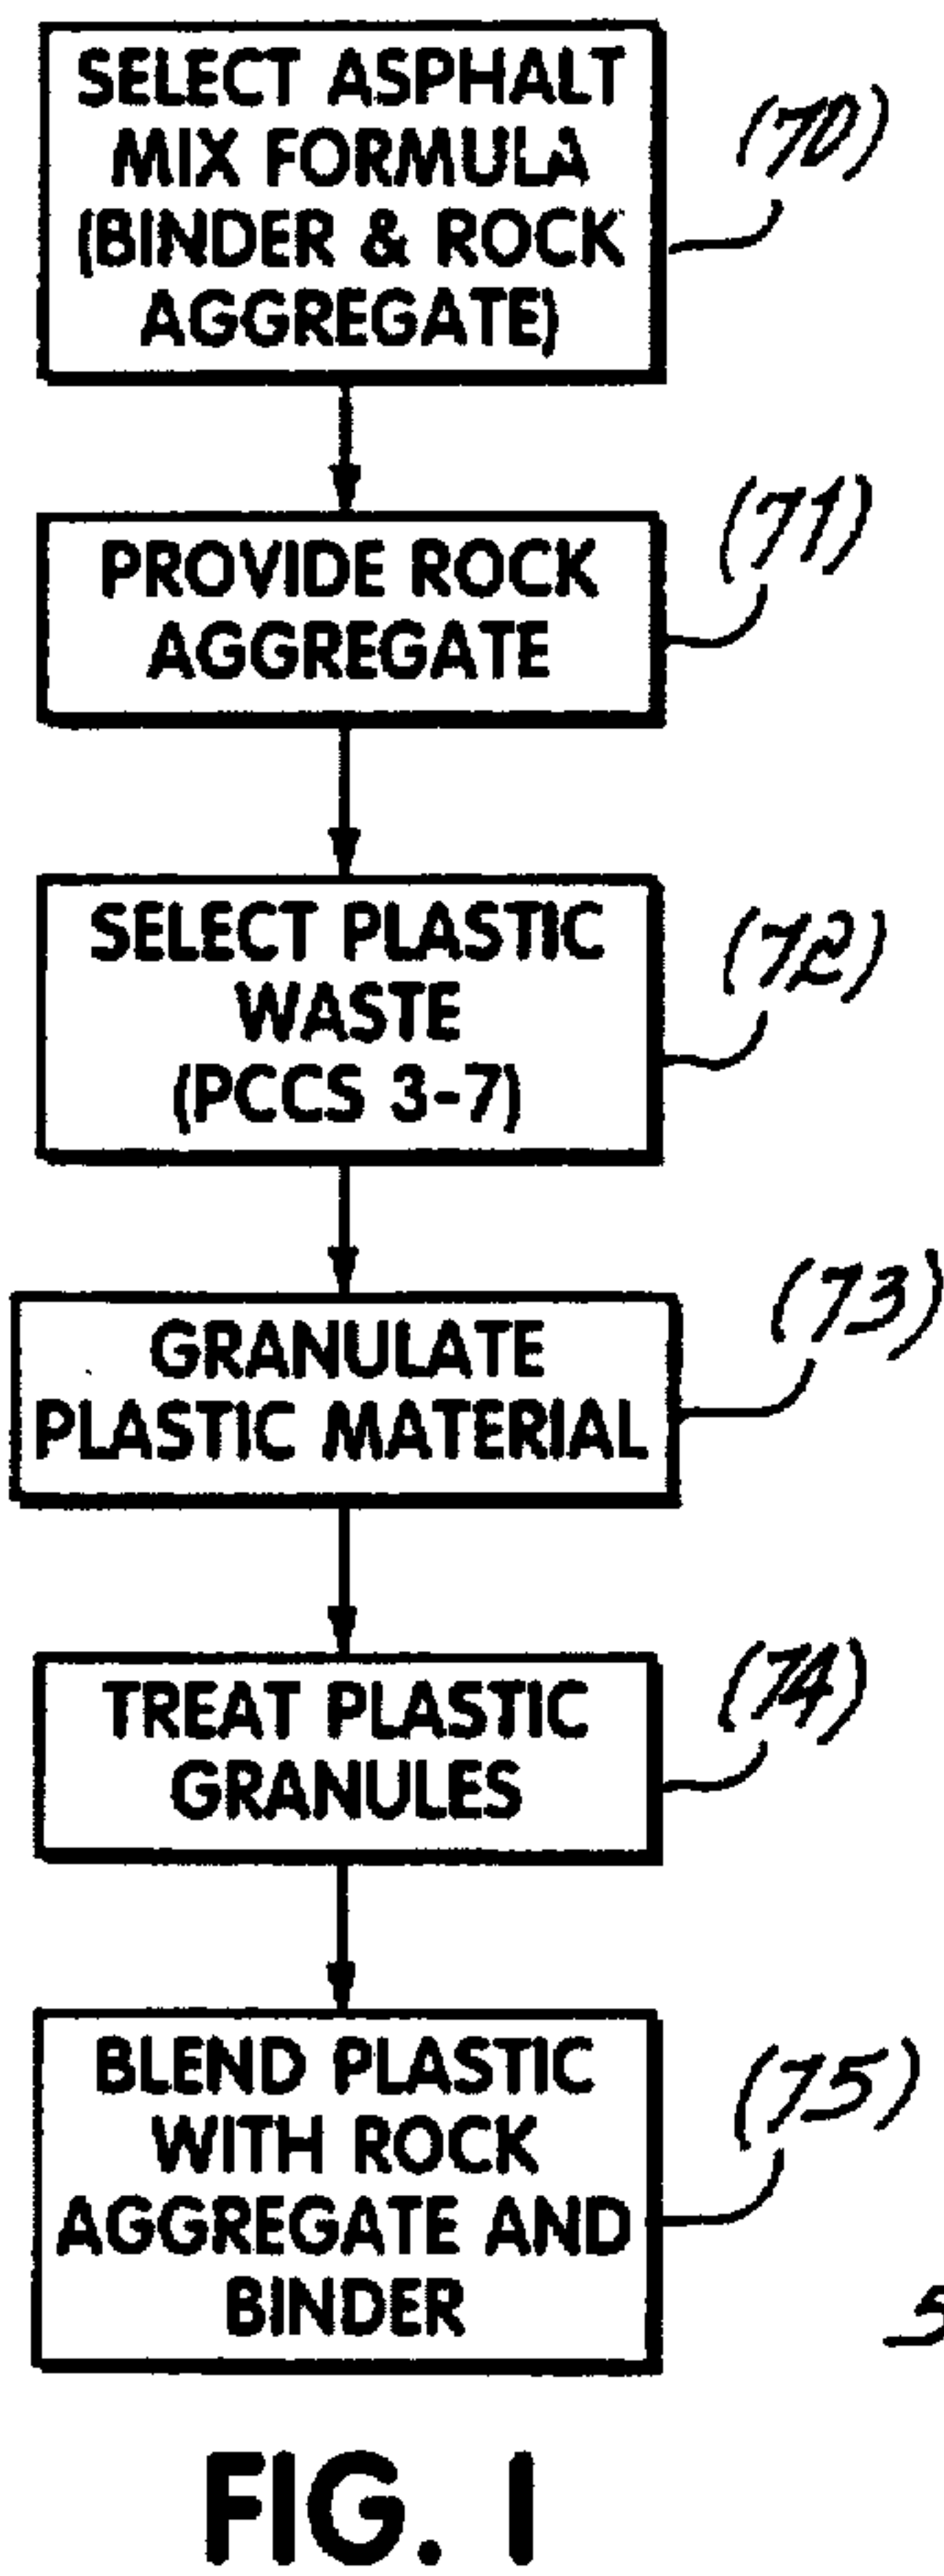 SELECT ASPHALT
MIX FORMULA
(BINDER & ROCK
AGGREGATE)
(70)
PROVIDE ROCK
AGGREGATE
(71)
SELECT PLASTIC
WASTE
(PCCS 3-7)
(72)
GRANULATE
PLASTIC MATERIAL
(73)
TREAT PLASTIC
GRANULES
(74)
BLEND PLASTIC
WITH ROCK
AGGREGATE AND
BINDER
(75)
FIG. 1